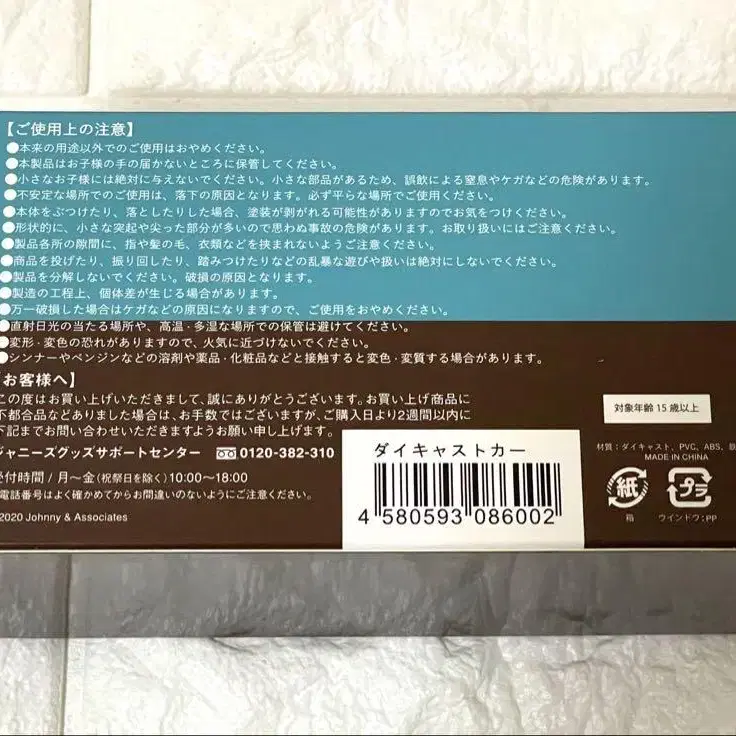 【ご使用上の注意】
●本来の用途以外でのご使用はおやめください。
●本製品はお子様の手の届かないところに保管してください。
●小さなお子様には絶対に与えないでください。小さな部品があるため、誤飲による窒息やケガなどの危険があります。
●不安定な場所でのご使用は、落下の原因となります。必ず平らな場所でご使用ください。
●本体をぶつけたり、落としたりした場合、塗装が剥がれる可能性がありますのでお気をつけください。
●形状的に、小さな突起や尖った部分が多いので思わぬ事故の危険があります。お取り扱いにはご注意ください。
●製品各所の隙間に、指や髪の毛、衣類などを挟まれないようご注意ください。
●商品を投げたり、振り回したり、踏みつけたりなどの乱暴な遊びや扱いは絶対にしないでください。
●製品を分解しないでください。破損の原因となります。
●製造の工程上、個体差が生じる場合があります。
●万一破損した場合はケガなどの原因になりますので、ご使用をおやめください。
●直射日光の当たる場所や、高温・多湿な場所での保管は避けてください。
●変形・変色の恐れがありますので、火気に近づけないでください。
●シンナーやベンジンなどの溶剤や薬品・化粧品などと接触すると変色・変質する場合があります。
お客様へ】
この度はお買い上げいただきまして、誠にありがとうございます。お買い上げ商品に
不都合品などありました場合は、お手数ではございますが、ご購入日より2週間以内に
下記までお問い合わせいただきますようお願い申し上げます。
ジャニーズグッズサポートセンター 0120-382-310
受付時間 / 月〜金(祝祭日を除く)10:00〜18:00
電話番号はよく確かめてからお間違いのないようにご注意ください。
2020 Johnny & Associates
ダイキャストカー
4 580593 086002
対象年齢 15 歳以上
材質：ダイキャスト、PVC、ABS、鉄
MADE IN CHINA
紙
プラ
箱
ウインドウ：PP